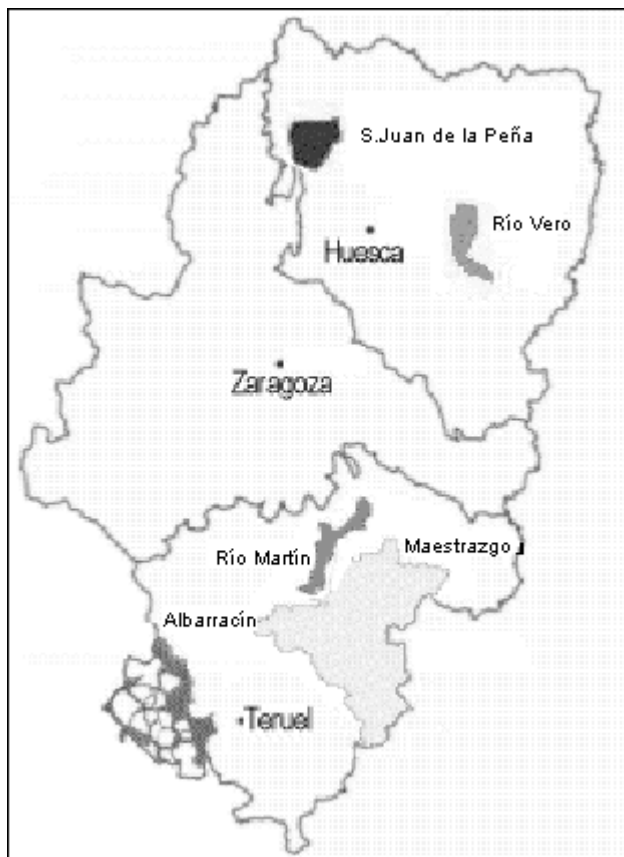 S.Juan de la Peña
Río Vero
Huesca
Zaragoza
Río Martín
Maestrazgo
Albarracín
Teruel